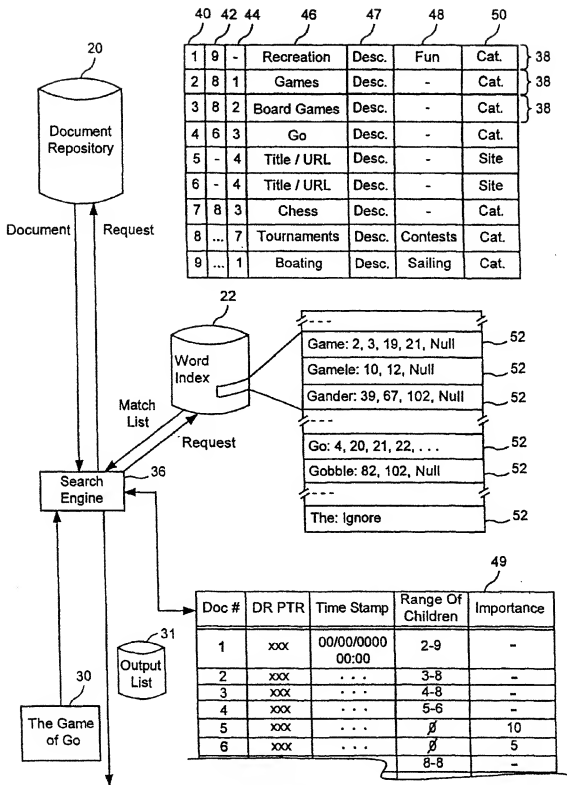 40 42 44 46 47 48 50
1 9 - Recreation Desc. Fun Cat. 38
2 8 1 Games Desc. - Cat. 38
3 8 2 Board Games Desc. - Cat. 38
4 6 3 Go Desc. - Cat.
5 - 4 Title / URL Desc. - Site
6 - 4 Title / URL Desc. - Site
7 8 3 Chess Desc. - Cat.
8 ... 7 Tournaments Desc. Contests Cat.
9 ... 1 Boating Desc. Sailing Cat.
20
Document
Repository
Document
Request
22
Word
Index
Match
List
Request
-----
Game: 2, 3, 19, 21, Null 52
Gamele: 10, 12, Null 52
Gander: 39, 67, 102, Null 52
-----
Go: 4, 20, 21, 22, . . . 52
Gobble: 82, 102, Null 52
-----
The: Ignore 52
36
Search
Engine
31
Output
List
30
The Game
of Go
49
Doc # DR PTR Time Stamp Range Of Children Importance
1 xxx 00/00/0000 00:00 2-9 -
2 xxx . . . 3-8 -
3 xxx . . . 4-8 -
4 xxx . . . 5-6 -
5 xxx . . . ∅ 10
6 xxx . . . ∅ 5
8-8 -